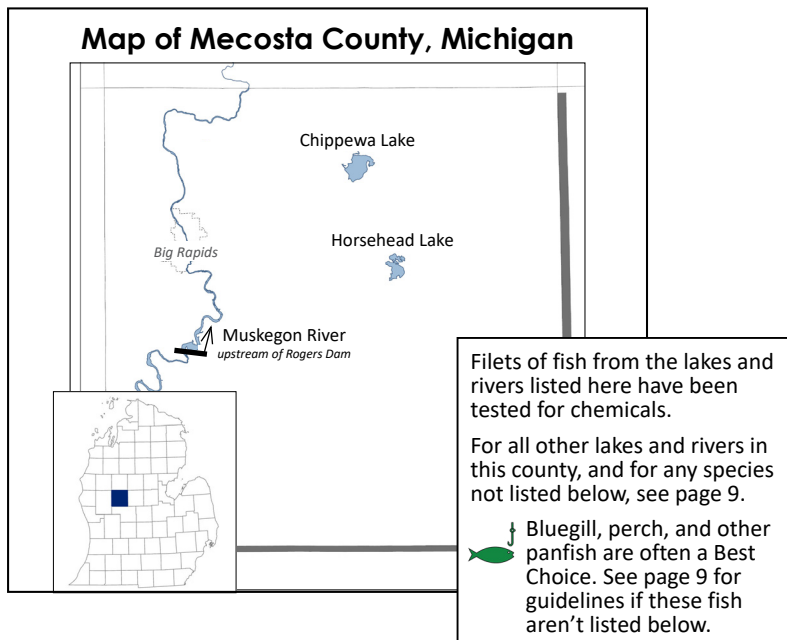 Map of Mecosta County, Michigan
Chippewa Lake
Horsehead Lake
Big Rapids
Muskegon River
upstream of Rogers Dam
Filets of fish from the lakes and
rivers listed here have been
tested for chemicals.
For all other lakes and rivers in
this county, and for any species
not listed below, see page 9.
Bluegill, perch, and other
panfish are often a Best
Choice. See page 9 for
guidelines if these fish
aren't listed below.